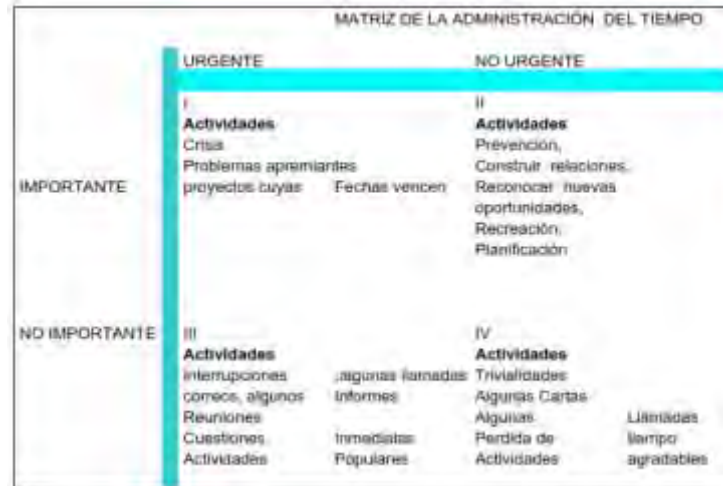 MATRIZ DE LA ADMINISTRACIÓN DEL TIEMPO
URGENTE NO URGENTE
I II
Actividades Actividades
Crisis Prevención,
Problemas apremiantes Construir relaciones,
IMPORTANTE proyectos cuyas Fechas vencen Reconocer nuevas
oportunidades,
Recreación,
Planificación
NO IMPORTANTE III IV
Actividades Actividades
Interrupciones ,algunas llamadas Trivialidades
correos, algunos Informes Algunas Cartas
Reuniones Algunas Llamadas
Cuestiones Inmediatas Perdida de tiempo
Actividades Populares Actividades agradables